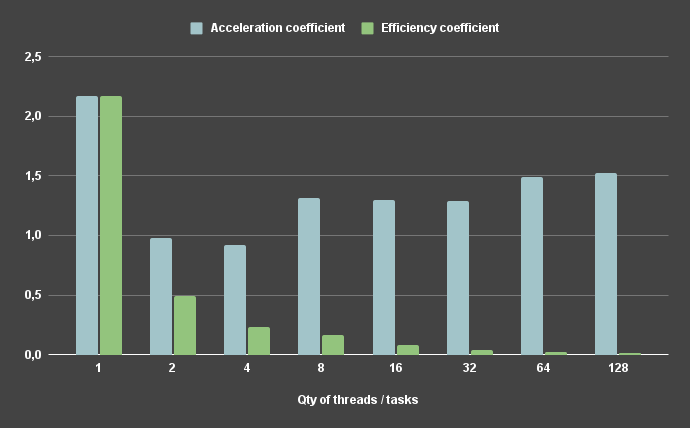 Acceleration coefficient Efficiency coefficient
2,5
2,0
1,5
1,0
0,5
0,0
1 2 4 8 16 32 64 128
Qty of threads / tasks